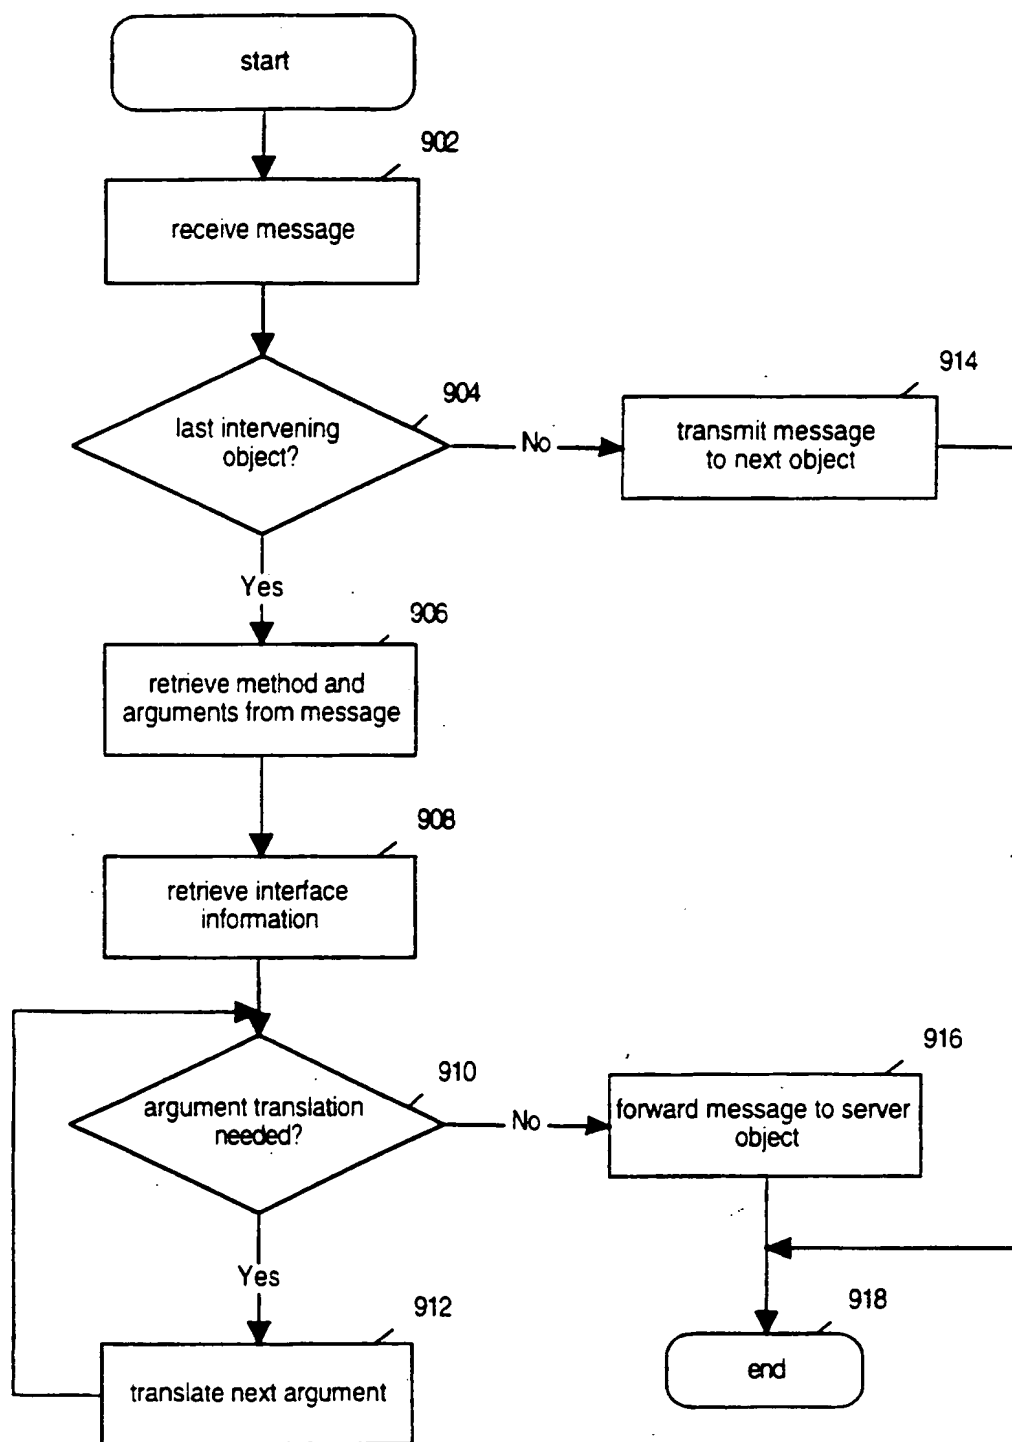 start
902
receive message
904
last intervening
object?
No
914
transmit message
to next object
Yes
906
retrieve method and
arguments from message
908
retrieve interface
information
910
argument translation
needed?
No
916
forward message to server
object
Yes
912
translate next argument
918
end